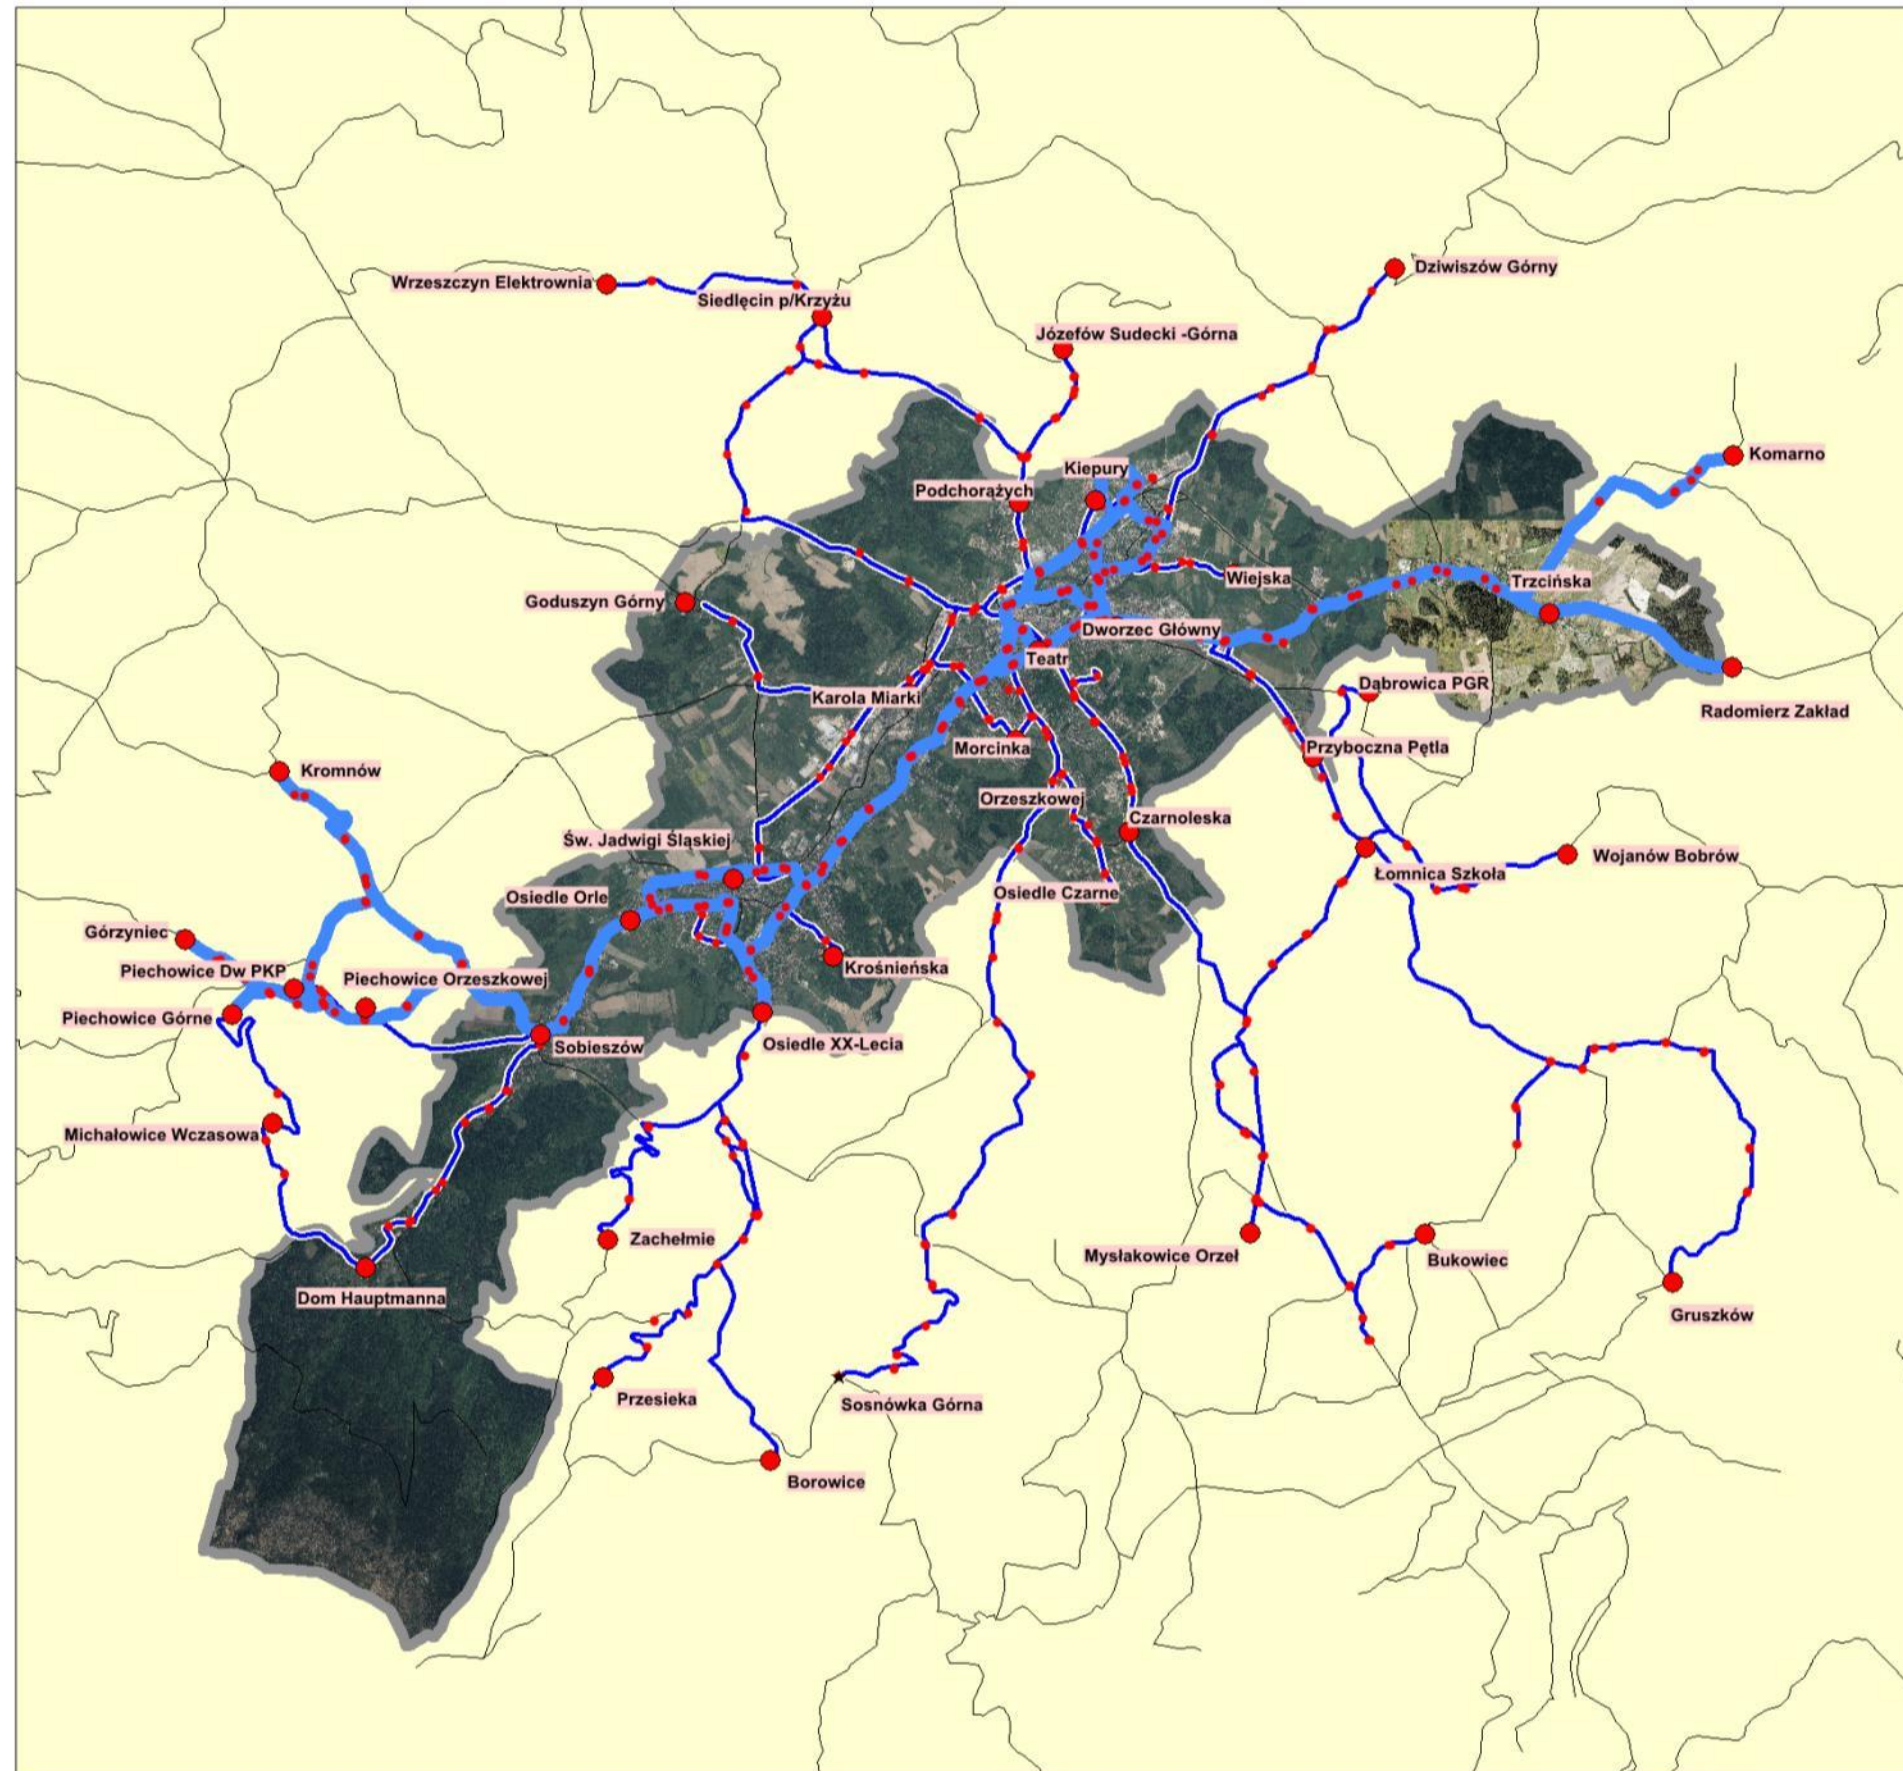 Dziwiszów Górny
Wrzeszczyn Elektrownia
Siedlęcin p/Krzyżu
Józefów Sudecki -Górna
Komarno
Kiepury
Podchorążych
Wiejska
Trzcińska
Goduszyn Górny
Dworzec Główny
Teatr
Dąbrowica PGR
Karola Miarki
Radomierz Zakład
Morcinka
Przyboczna Pętla
Kromnów
Orzeszkowej
Czarnoleska
Św. Jadwigi Śląskiej
Wojanów Bobrów
Łomnica Szkoła
Osiedle Czarne
Osiedle Orle
Górzyniec
Krośnieńska
Piechowice Dw PKP
Piechowice Orzeszkowej
Piechowice Górne
Osiedle XX-Lecia
Sobieszów
Michałowice Wczasowa
Zachełmie
Mysłakowice Orzeł
Bukowiec
Dom Hauptmanna
Gruszków
Przesieka
Sosnówka Górna
Borowice